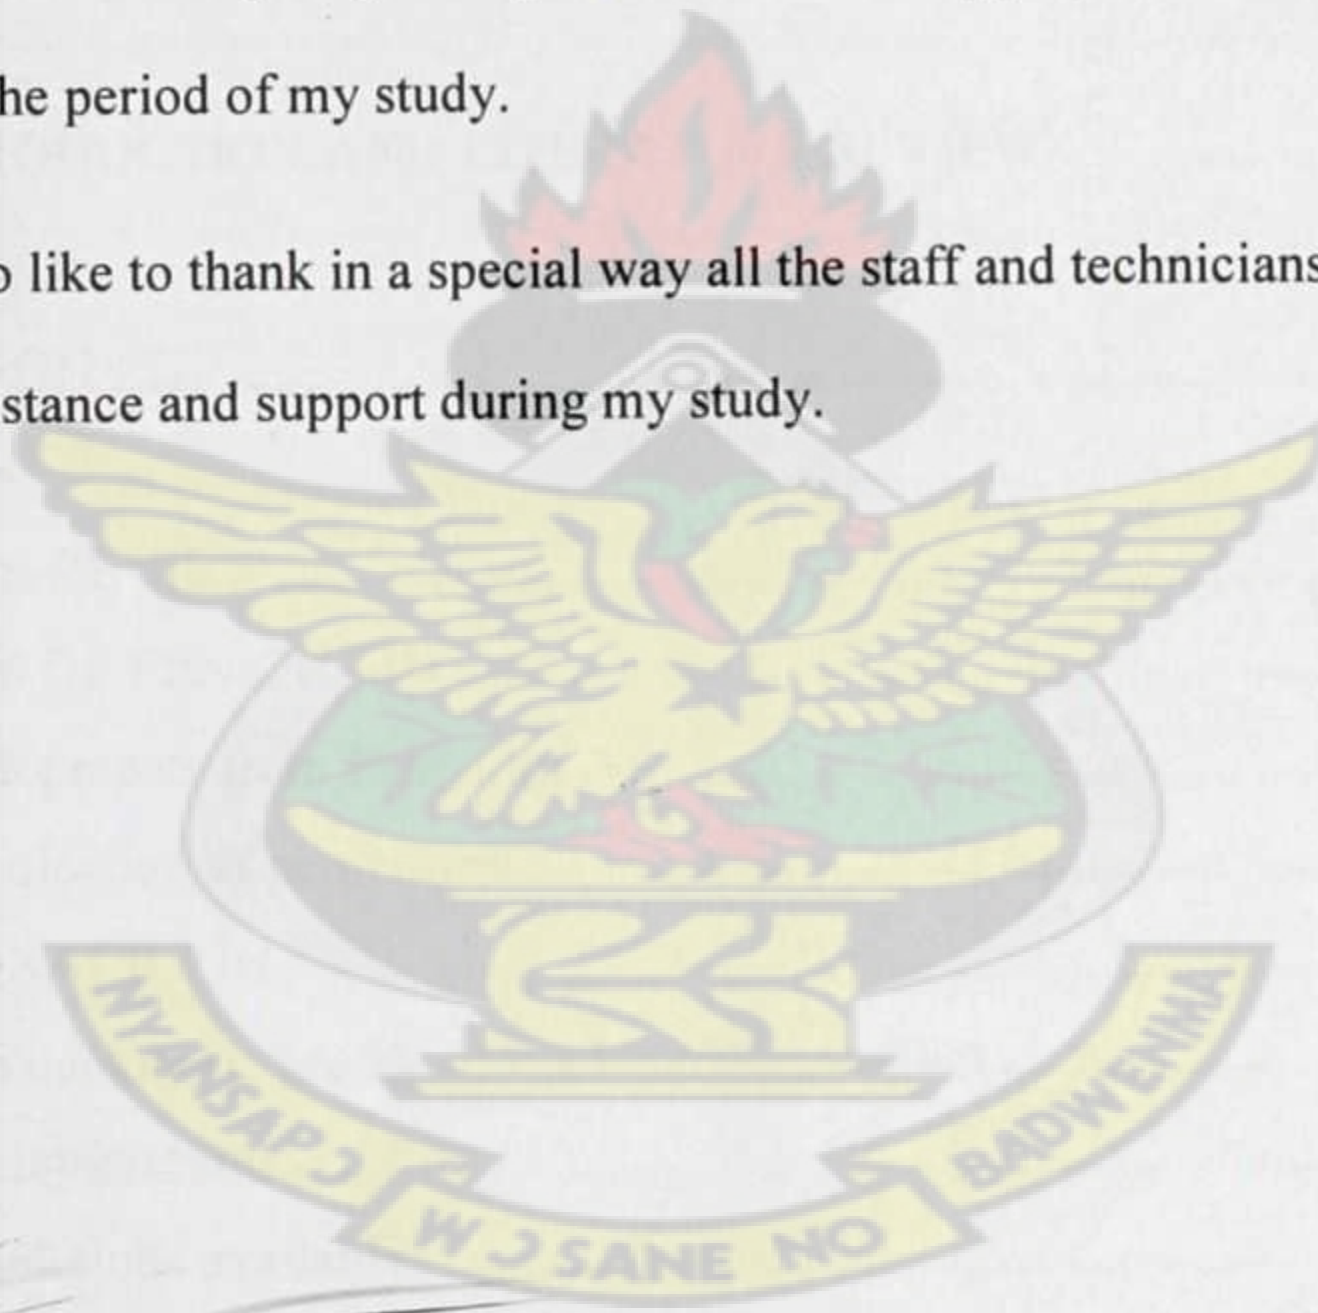 he period of my study.
like to thank in a special way all the staff and technicians
stance and support during my study.
NYANSAPƆ
WƆSANE NO
BADWENMA